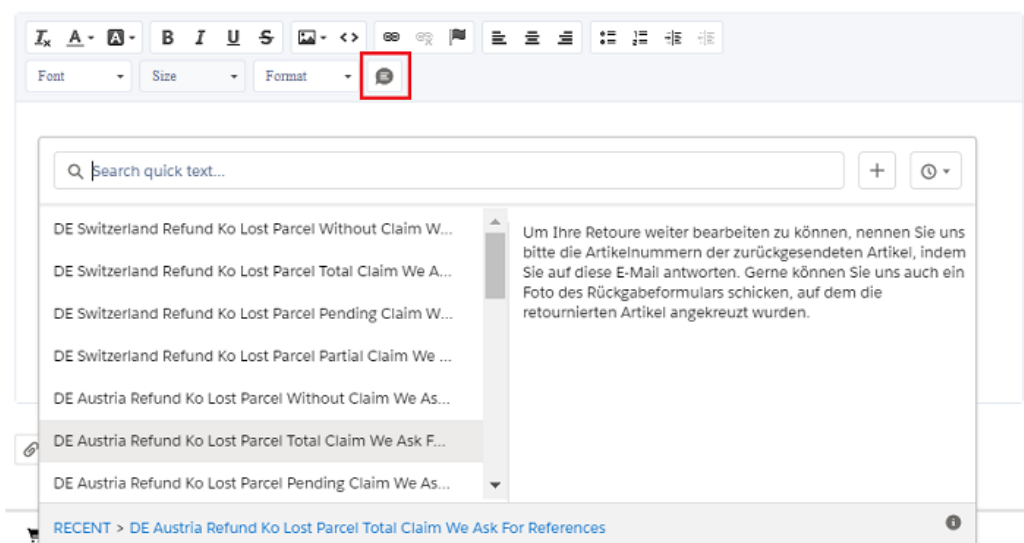 Font Size Format
Search quick text...
DE Switzerland Refund Ko Lost Parcel Without Claim W...
DE Switzerland Refund Ko Lost Parcel Total Claim We A...
DE Switzerland Refund Ko Lost Parcel Pending Claim W...
DE Switzerland Refund Ko Lost Parcel Partial Claim We ...
DE Austria Refund Ko Lost Parcel Without Claim We As...
DE Austria Refund Ko Lost Parcel Total Claim We Ask F...
DE Austria Refund Ko Lost Parcel Pending Claim We As...
Um Ihre Retoure weiter bearbeiten zu können, nennen Sie uns
bitte die Artikelnummern der zurückgesendeten Artikel, indem
Sie auf diese E-Mail antworten. Gerne können Sie uns auch ein
Foto des Rückgabeformulars schicken, auf dem die
retournierten Artikel angekreuzt wurden.
RECENT > DE Austria Refund Ko Lost Parcel Total Claim We Ask For References